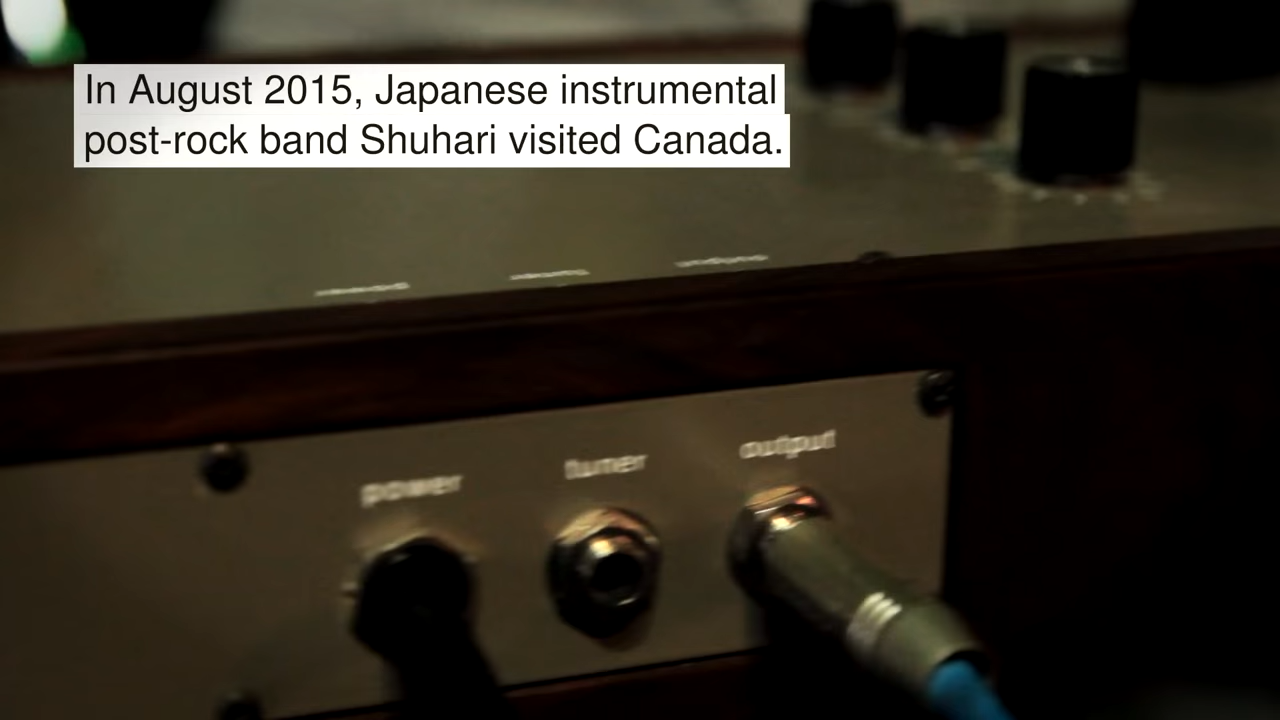 In August 2015, Japanese instrumental
post-rock band Shuhari visited Canada.
power
tuner
output